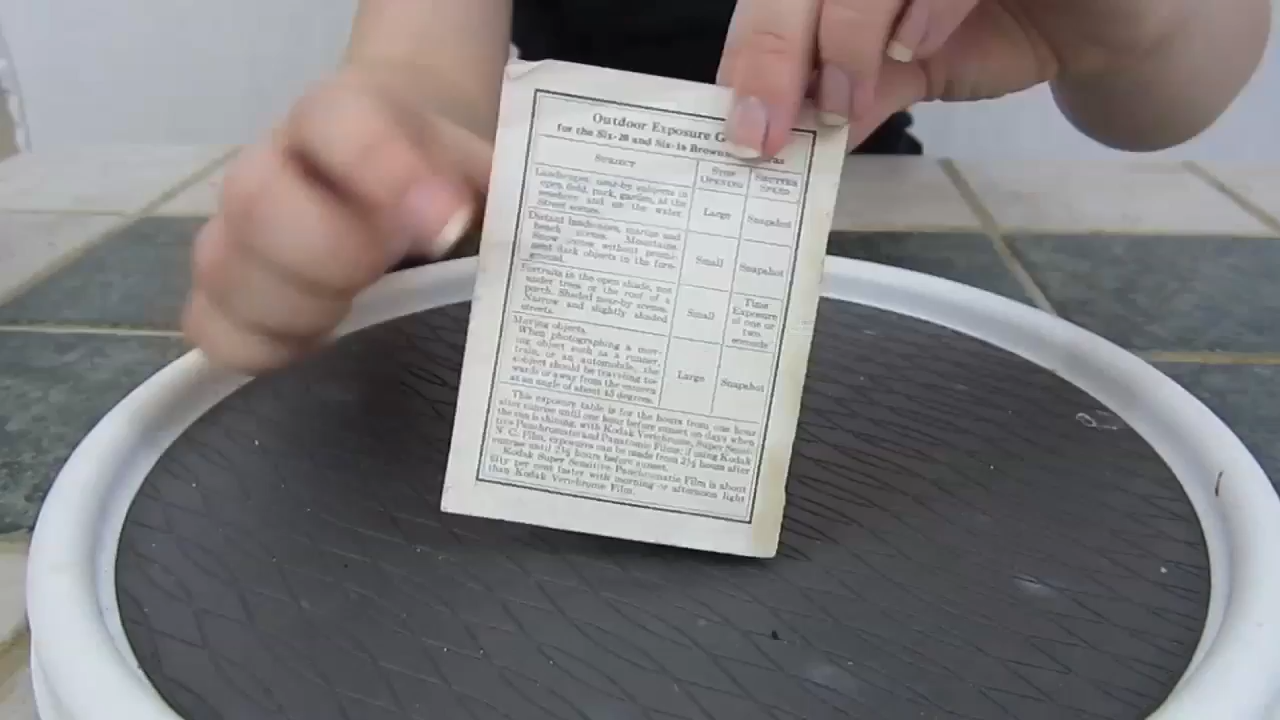 Outdoor Exposure G
for the Six-20 and Six-16 Brown ras
SUBJECT
STOP OPENING
SHUTTER SPEED
Landscapes, near-by subjects in
open field, park, garden, at the
seashore and on the water.
Street scenes.
Large
Snapshot
Distant landscapes, marine and
beach scenes. Mountains.
Snow scenes without promi-
nent dark objects in the fore-
ground.
Small
Snapshot
Portraits in the open shade, not
under trees or the roof of a
porch. Shaded near-by scenes.
Narrow and slightly shaded
streets.
Small
Time
Exposure
of one or
two
seconds
Moving objects.
When photographing a mov-
ing object such as a runner,
train, or an automobile, the
subject should be traveling to-
wards or away from the camera
at an angle of about 45 degrees.
Large
Snapshot
This exposure table is for the hours from one hour
after sunrise until one hour before sunset on days when
the sun is shining, with Kodak Verichrome, Super Sensi-
tive Panchromatic and Panatomic Films; if using Kodak
N. C. Film, exposures can be made from 2½ hours after
sunrise until 2½ hours before sunset.
Kodak Super Sensitive Panchromatic Film is about
fifty per cent faster with morning or afternoon light
than Kodak Verichrome Film.